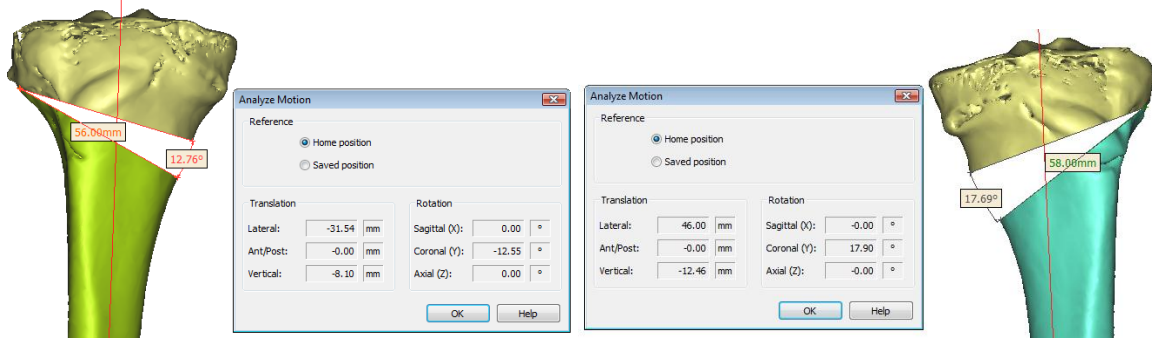 56.00mm
12.76°
Analyze Motion
Reference
Home position
Saved position
Translation
Lateral: -31.54 mm
Ant/Post: -0.00 mm
Vertical: -8.10 mm
Rotation
Sagittal (X): 0.00 °
Coronal (Y): -12.55 °
Axial (Z): 0.00 °
OK
Help
Analyze Motion
Reference
Home position
Saved position
Translation
Lateral: 46.00 mm
Ant/Post: -0.00 mm
Vertical: -12.46 mm
Rotation
Sagittal (X): -0.00 °
Coronal (Y): 17.90 °
Axial (Z): -0.00 °
OK
Help
58.00mm
17.69°